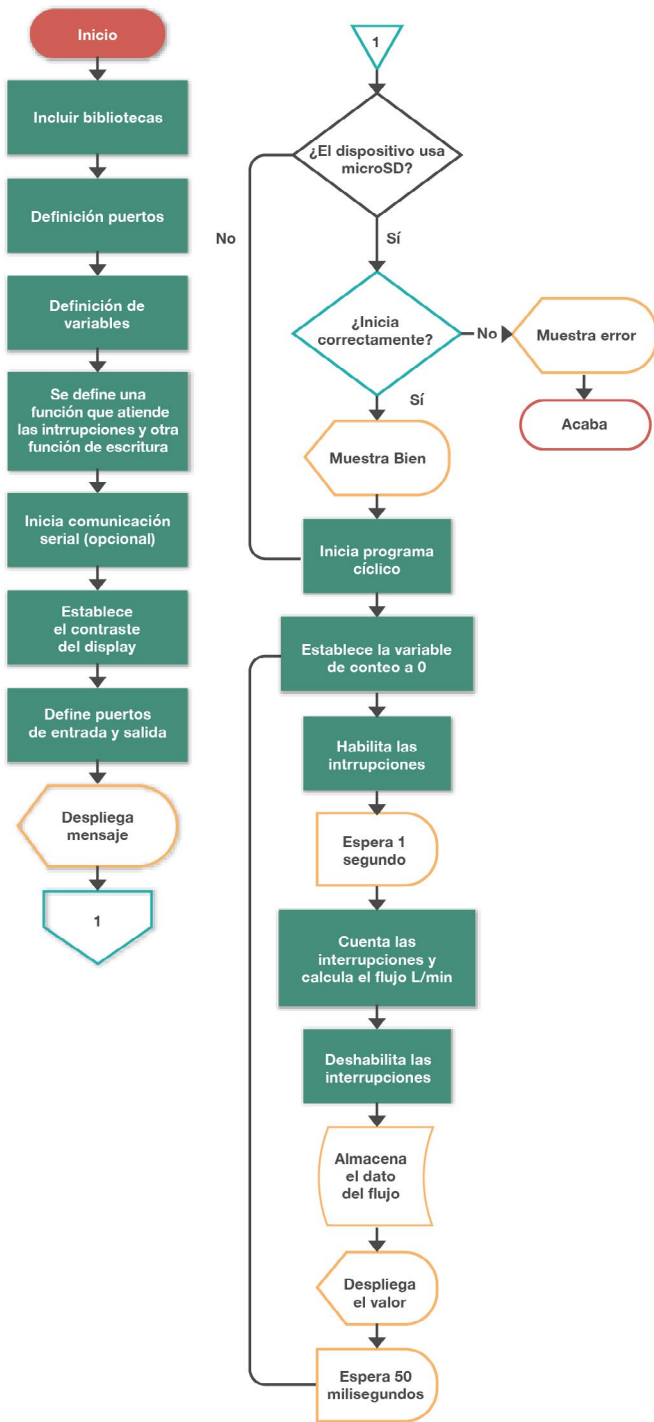 Inicio
Incluir bibliotecas
Definición puertos
Definición de
variables
Se define una
función que atiende
las intrrupciones y otra
función de escritura
Inicia comunicación
serial (opcional)
Establece
el contraste
del display
Define puertos
de entrada y salida
Despliega
mensaje
1
1
¿El dispositivo usa
microSD?
No
Sí
¿Inicia
correctamente?
No
Muestra error
Acaba
Sí
Muestra Bien
Inicia programa
cíclico
Establece la variable
de conteo a 0
Habilita las
intrrupciones
Espera 1
segundo
Cuenta las
interrupciones y
calcula el flujo L/min
Deshabilita las
interrupciones
Almacena
el dato
del flujo
Despliega
el valor
Espera 50
milisegundos